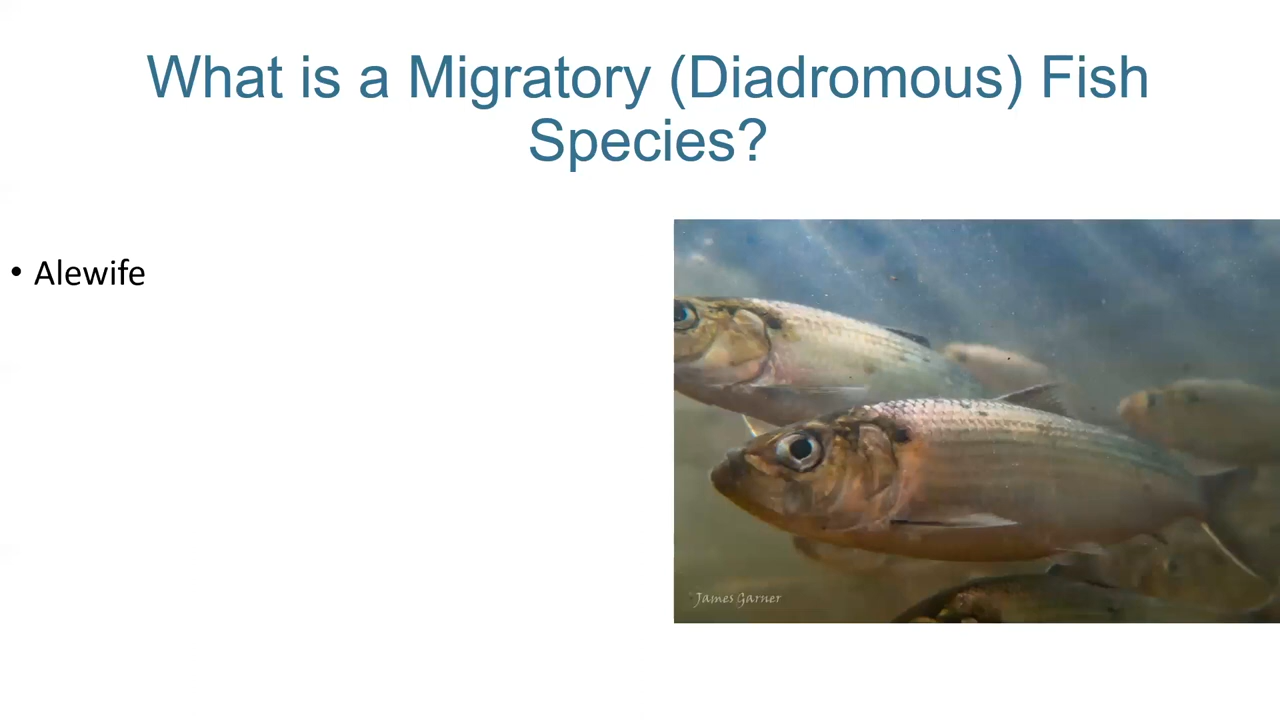 What is a Migratory (Diadromous) Fish
Species?
• Alewife
James Garner